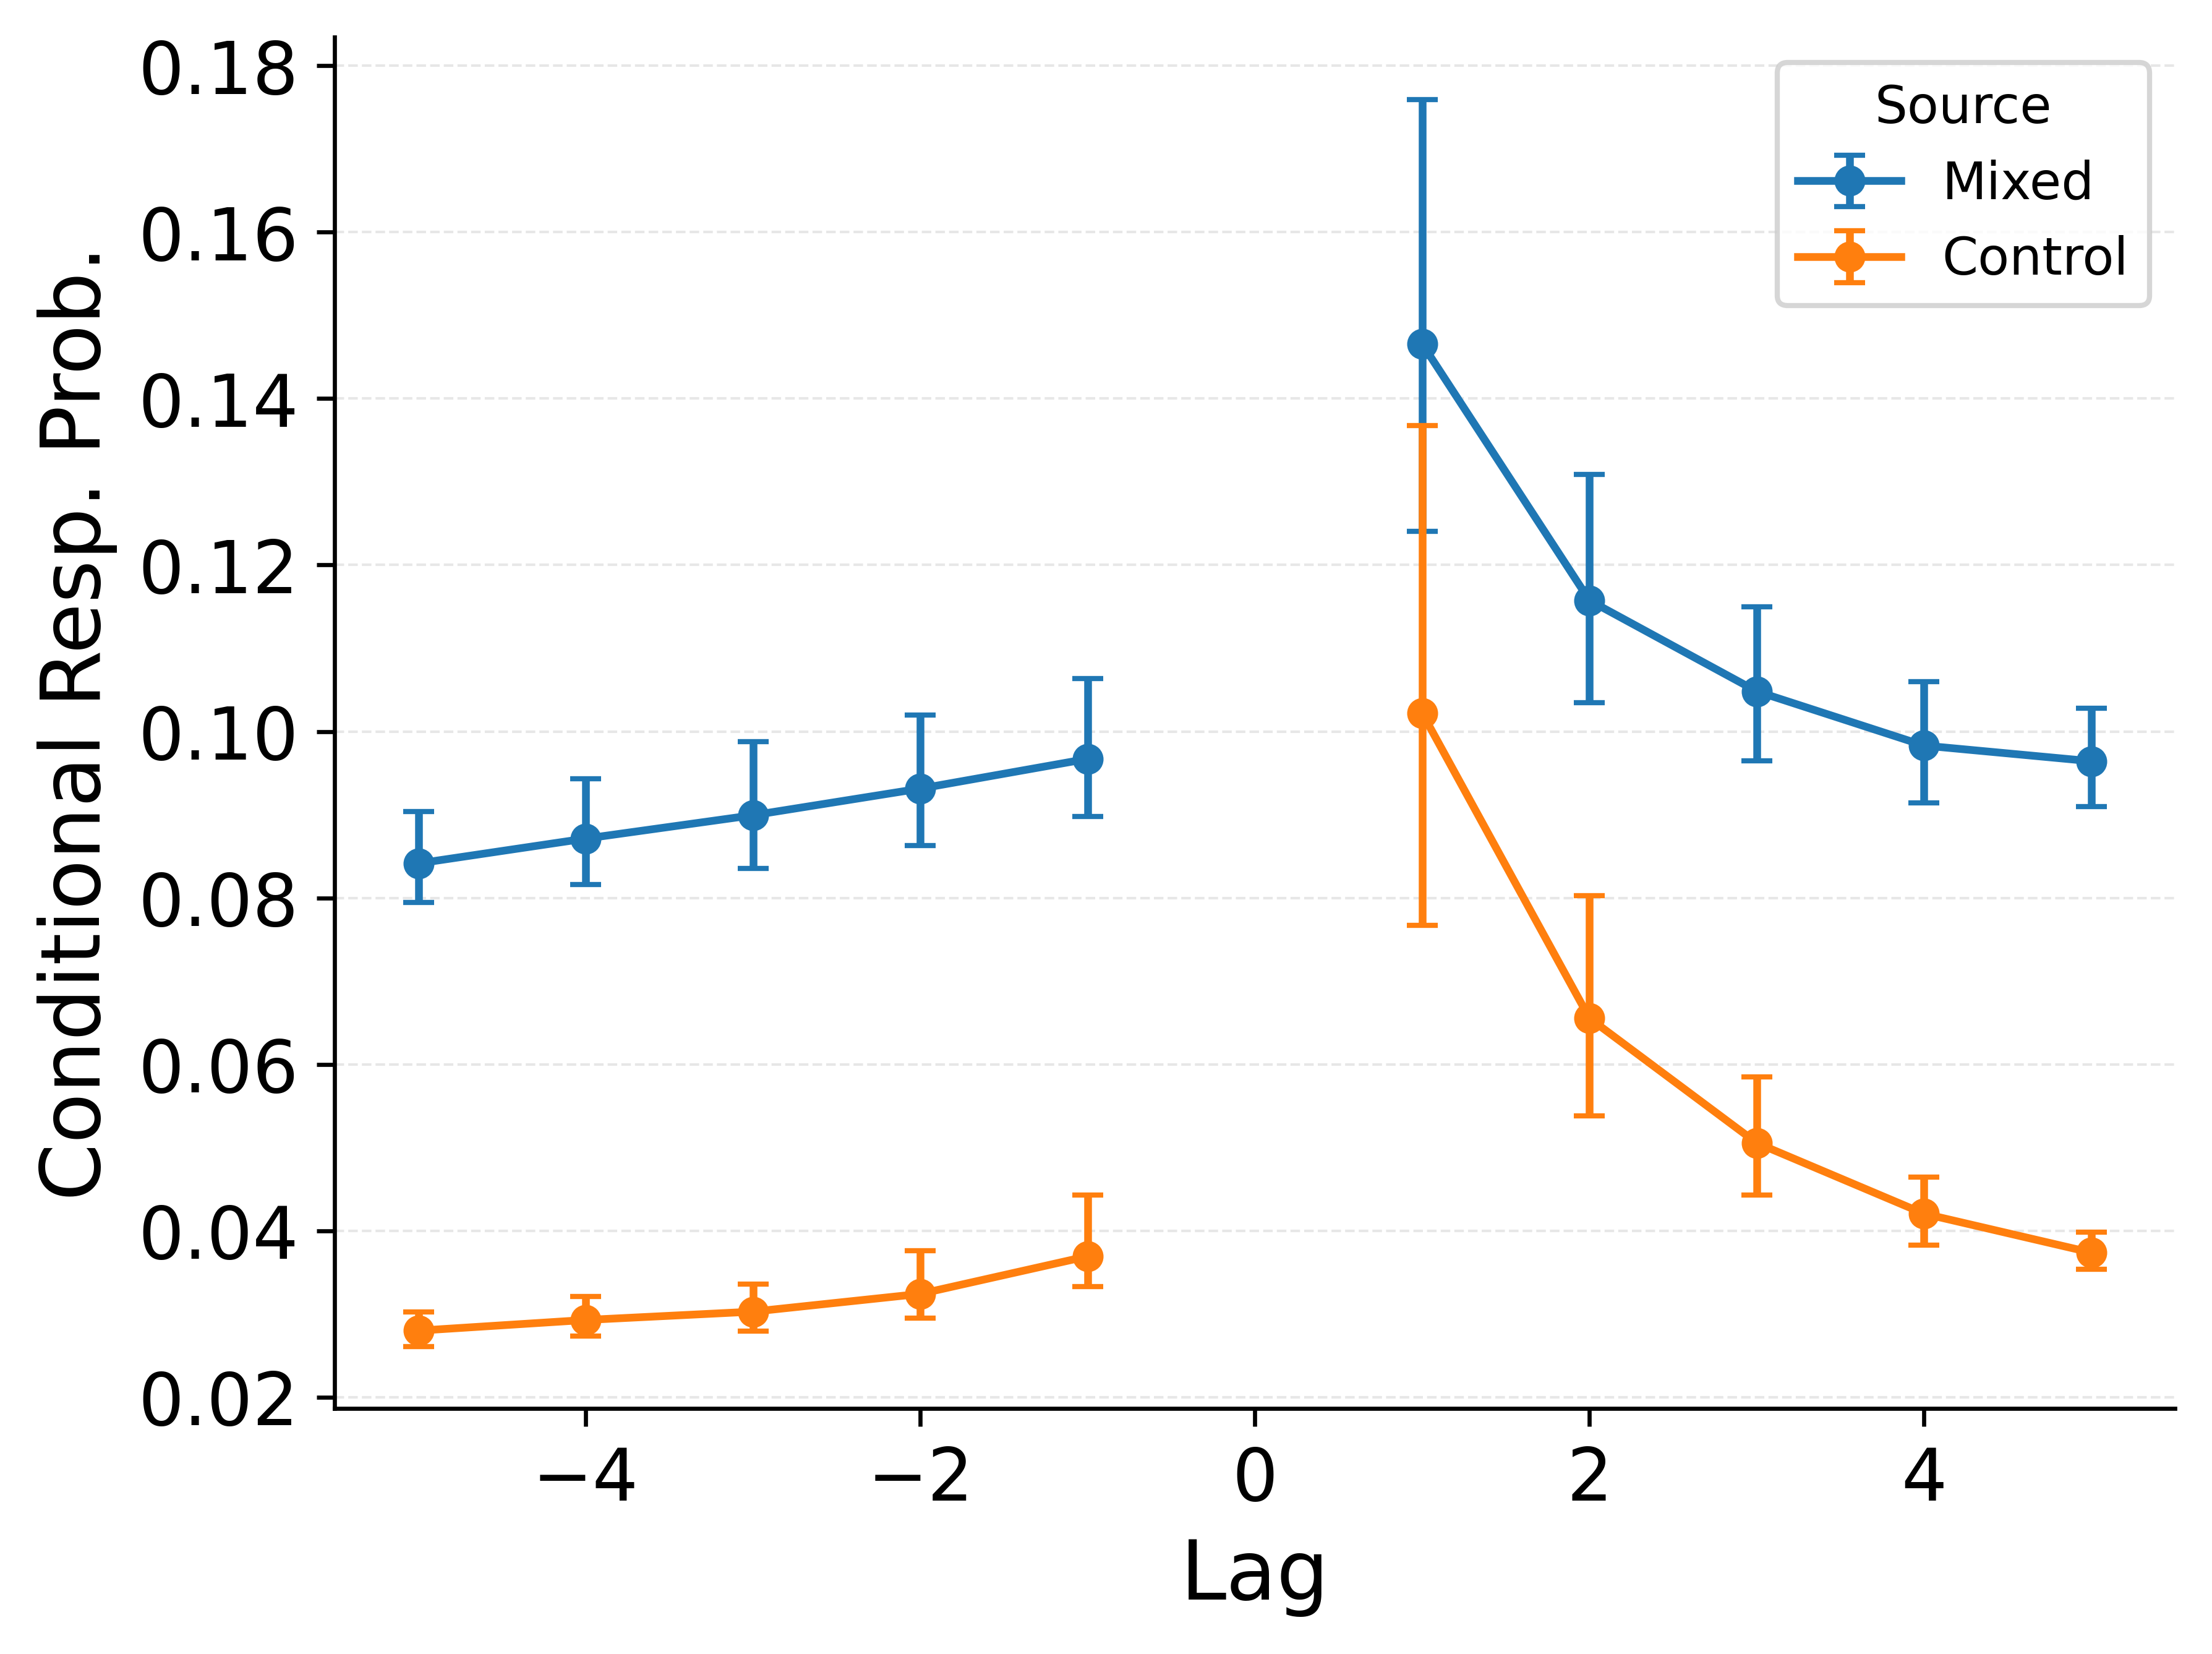 0.18
0.16
0.14
0.12
0.10
0.08
0.06
0.04
0.02
Conditional Resp. Prob.
Source
Mixed
Control
−4
−2
0
2
4
Lag